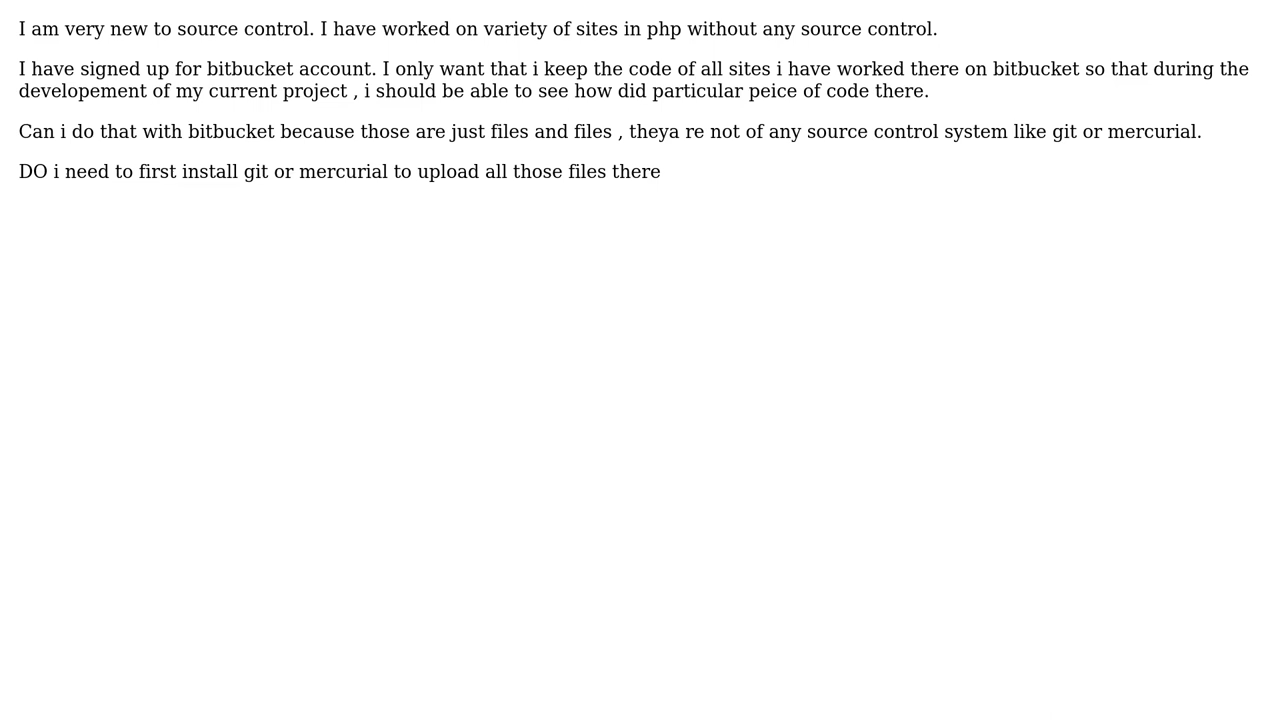 I am very new to source control. I have worked on variety of sites in php without any source control.
I have signed up for bitbucket account. I only want that i keep the code of all sites i have worked there on bitbucket so that during the
developement of my current project , i should be able to see how did particular peice of code there.
Can i do that with bitbucket because those are just files and files , theya re not of any source control system like git or mercurial.
DO i need to first install git or mercurial to upload all those files there